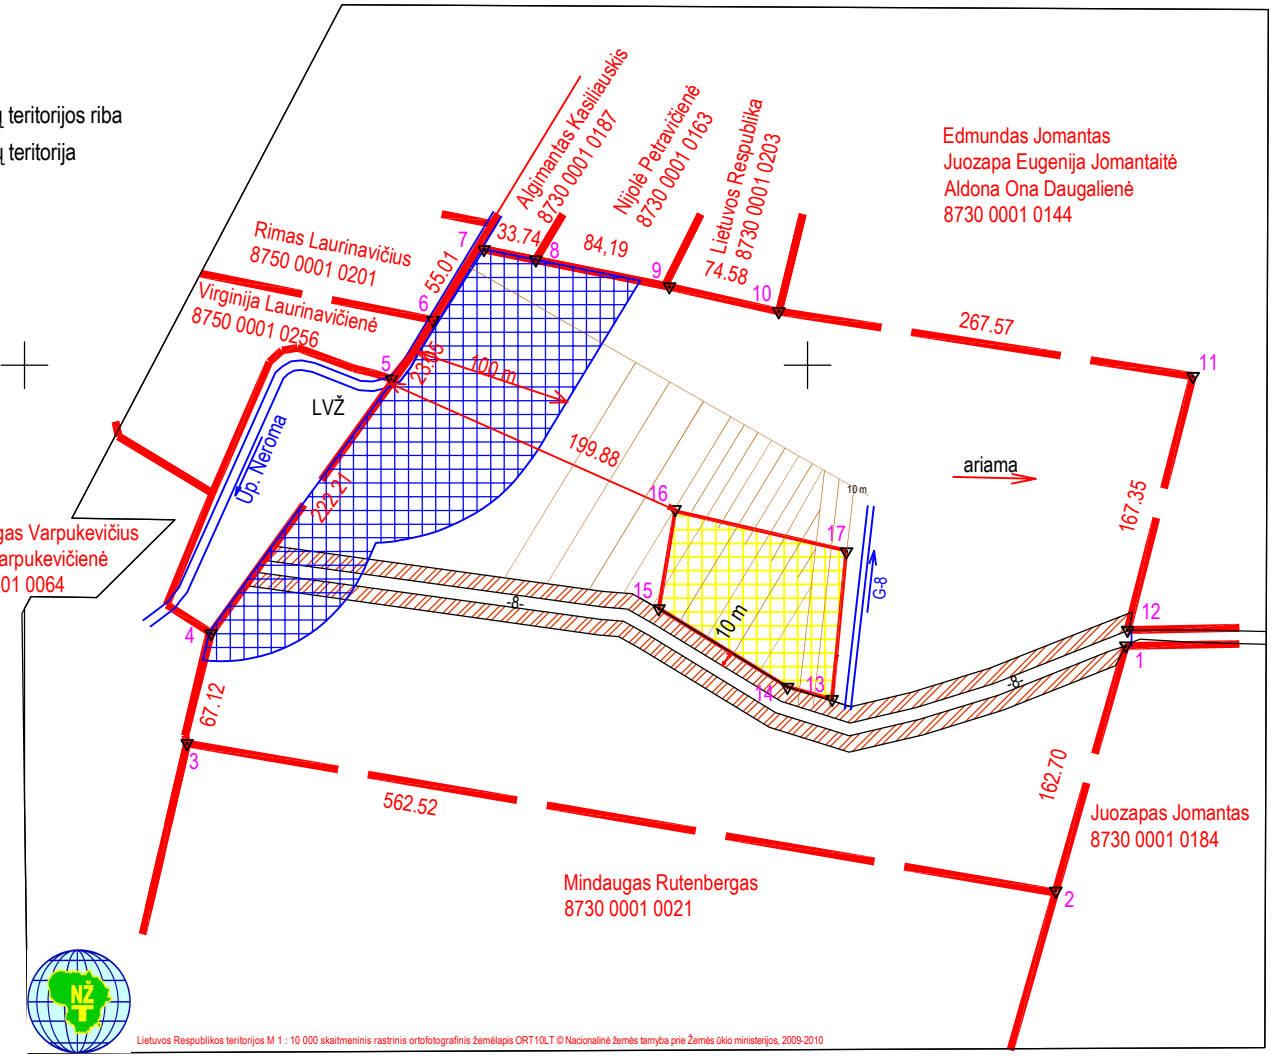 teritorijos riba
teritorija
Algimantas Kasiliauskis
8730 0001 0187
Nijolė Petravičienė
8730 0001 0163
Lietuvos Respublika
8730 0001 0203
Edmundas Jomantas
Juozapa Eugenija Jomantaitė
Aldona Ona Daugalienė
8730 0001 0144
Rimas Laurinavičius
8750 0001 0201
Virginija Laurinavičienė
8750 0001 0256
7
33.74
8
84,19
9
74.58
10
267.57
11
55.01
6
5
23.05
100 m
LVŽ
Up. Neroma
222.21
199.88
ariama
10 m
16
17
167.35
G-8
15
10 m
-8-
14
13
-8-
12
1
Varpukevičius
01 0064
4
67.12
3
562.52
162.70
Juozapas Jomantas
8730 0001 0184
Mindaugas Rutenbergas
8730 0001 0021
2
NŽ
T
Lietuvos Respublikos teritorijos M 1 : 10 000 skaitmeninis rastrinis ortofotografinis žemėlapis ORT10LT © Nacionalinė žemės tarnyba prie Žemės ūkio ministerijos, 2009-2010